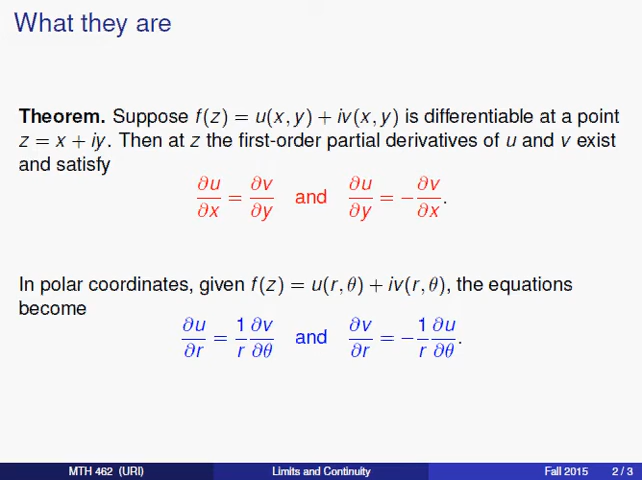 What they are
Theorem. Suppose f(z) = u(x, y) + iv(x, y) is differentiable at a point
z = x + iy. Then at z the first-order partial derivatives of u and v exist
and satisfy
∂u/∂x = ∂v/∂y and ∂u/∂y = −∂v/∂x.
In polar coordinates, given f(z) = u(r, θ) + iv(r, θ), the equations
become
∂u/∂r = 1/r ∂v/∂θ and ∂v/∂r = −1/r ∂u/∂θ.
MTH 462 (URI) Limits and Continuity Fall 2015 2 / 3